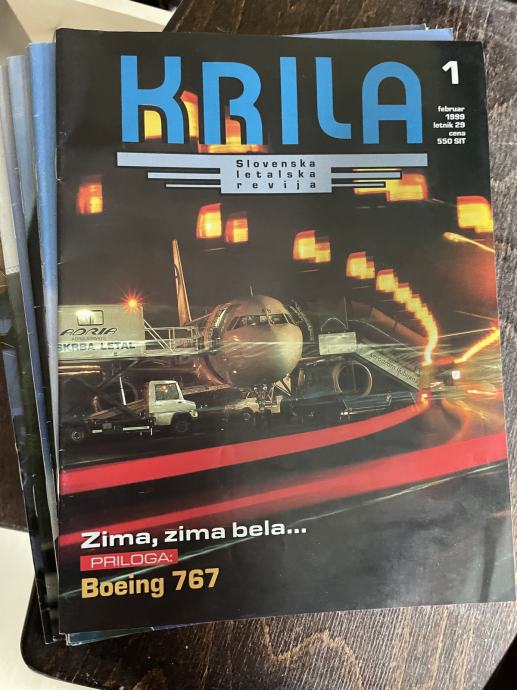 KRILA
1
februar
1999
letnik 29
cena
550 SIT
Slovenska
letalska
revija
ADRIA
SKRBA LETAL
Zima, zima bela...
PRILOGA:
Boeing 767